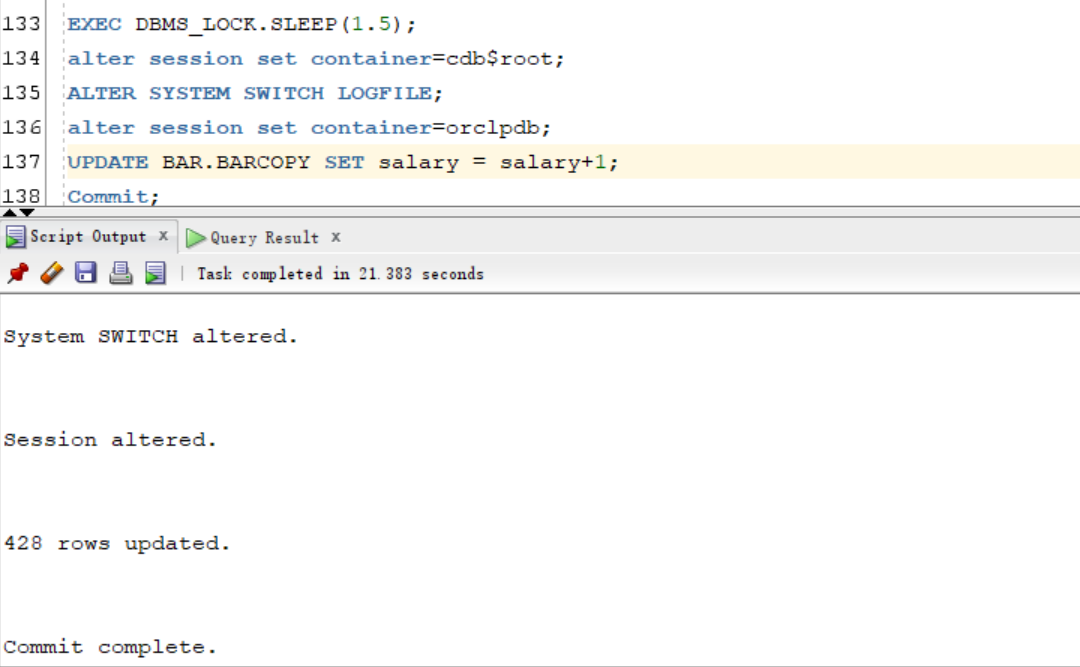 133 EXEC DBMS_LOCK.SLEEP(1.5);
134 alter session set container=cdb$root;
135 ALTER SYSTEM SWITCH LOGFILE;
136 alter session set container=orclpdb;
137 UPDATE BAR.BARCOPY SET salary = salary+1;
138 Commit;
Script Output x Query Result x
Task completed in 21.383 seconds
System SWITCH altered.
Session altered.
428 rows updated.
Commit complete.